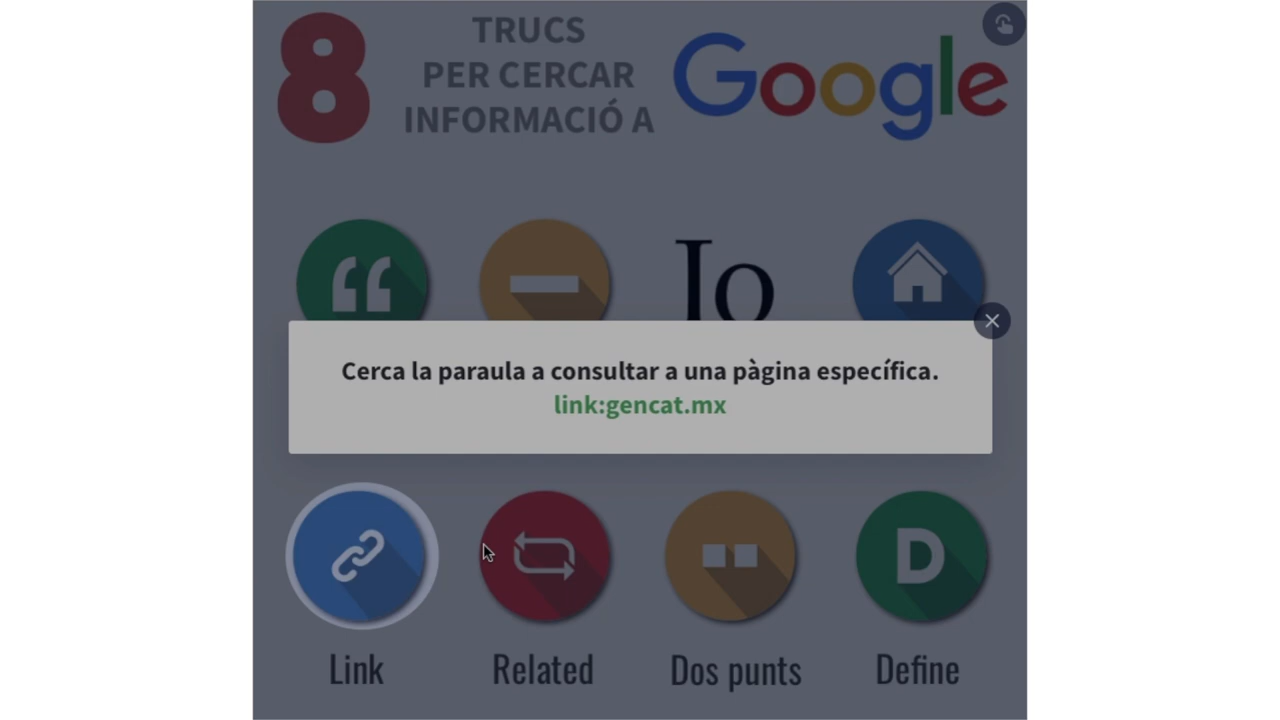 8
TRUCS
PER CERCAR
INFORMACIÓ A
Google
Jo
Cerca la paraula a consultar a una pàgina específica.
link:gencat.mx
D
Link
Related
Dos punts
Define